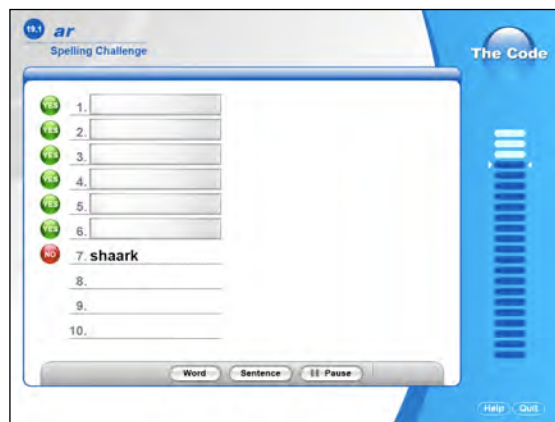 19.1 ar
Spelling Challenge
The Code
YES 1.
YES 2.
YES 3.
YES 4.
YES 5.
YES 6.
NO 7. shaark
8.
9.
10.
Word Sentence Pause
Help Quit